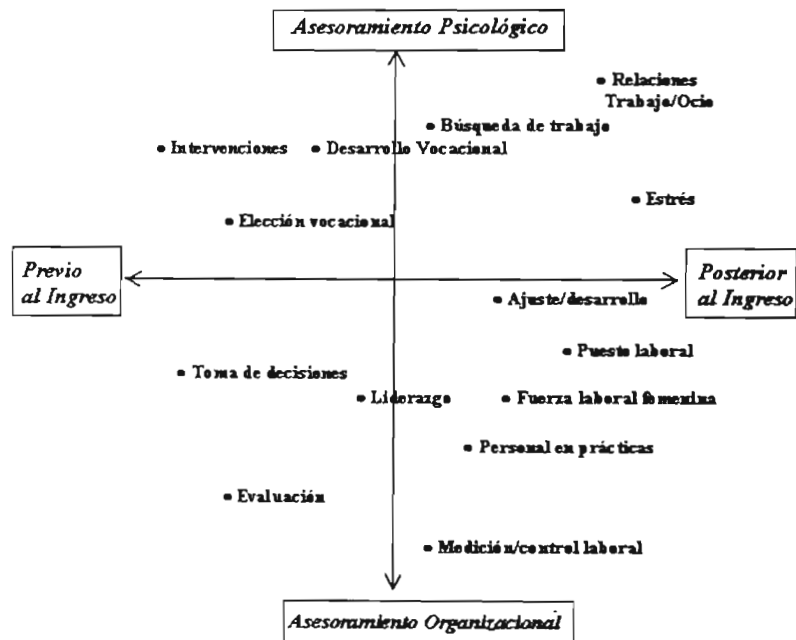 Asesoramiento Psicológico
• Relaciones
Trabajo/Ocio
• Búsqueda de trabajo
• Intervenciones
• Desarrollo Vocacional
• Estrés
• Elección vocacional
Previo
al Ingreso
Posterior
al Ingreso
• Ajuste/desarrollo
• Puesto laboral
• Toma de decisiones
• Liderazgo
• Fuerza laboral femenina
• Personal en prácticas
• Evaluación
• Medición/control laboral
Asesoramiento Organizacional